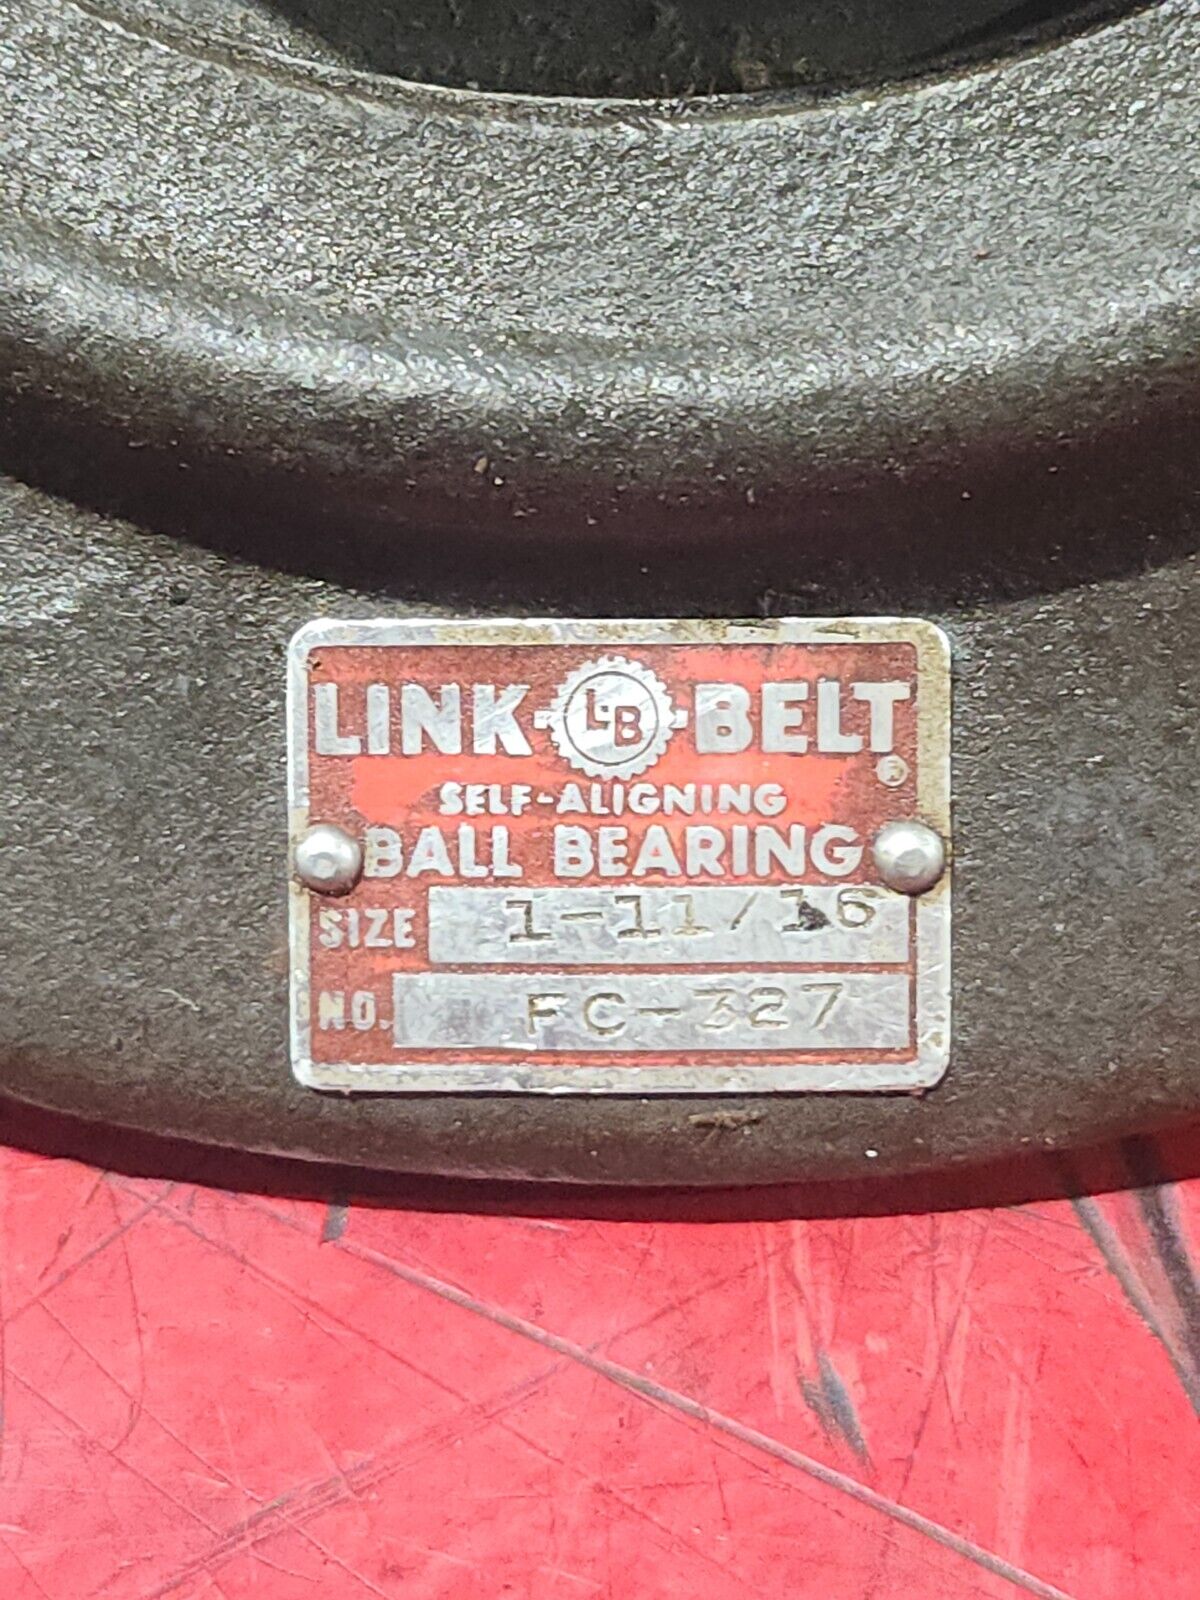 LINK-LB-BELT®
SELF-ALIGNING
BALL BEARING
SIZE 1-11/16
NO. FC-327